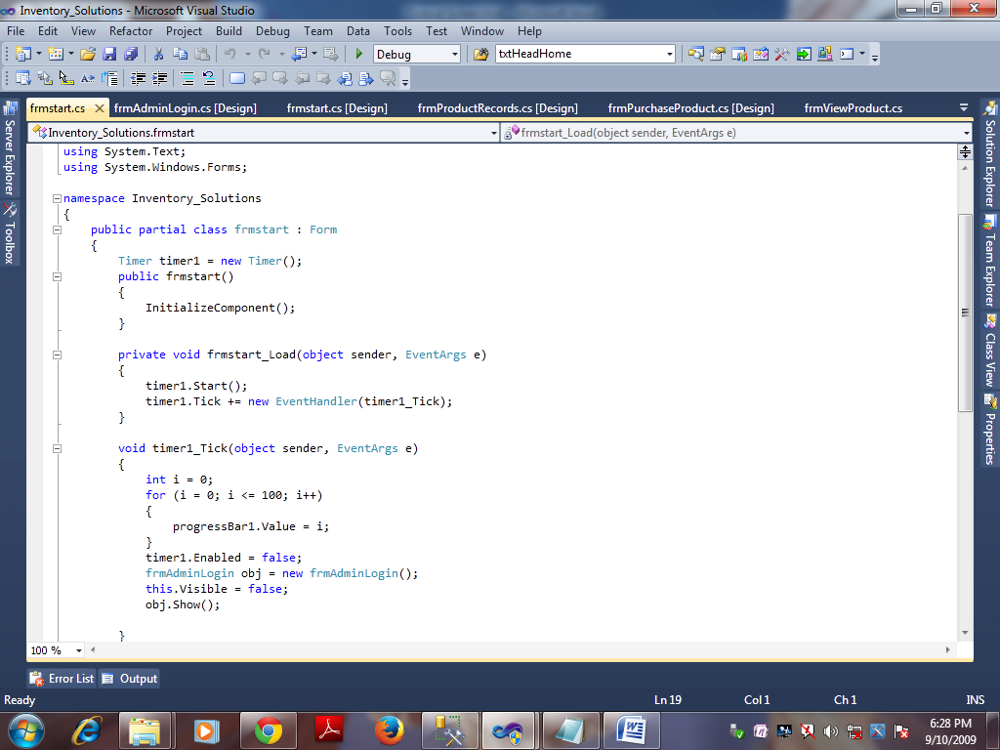 Inventory_Solutions - Microsoft Visual Studio
File Edit View Refactor Project Build Debug Team Data Tools Test Window Help
Debug txtHeadHome
frmstart.cs frmAdminLogin.cs [Design] frmstart.cs [Design] frmProductRecords.cs [Design] frmPurchaseProduct.cs [Design] frmViewProduct.cs
Inventory_Solutions.frmstart frmstart_Load(object sender, EventArgs e)
Server Explorer
Toolbox
using System.Text;
using System.Windows.Forms;
namespace Inventory_Solutions
{
public partial class frmstart : Form
{
Timer timer1 = new Timer();
public frmstart()
{
InitializeComponent();
}
private void frmstart_Load(object sender, EventArgs e)
{
timer1.Start();
timer1.Tick += new EventHandler(timer1_Tick);
}
void timer1_Tick(object sender, EventArgs e)
{
int i = 0;
for (i = 0; i <= 100; i++)
{
progressBar1.Value = i;
}
timer1.Enabled = false;
frmAdminLogin obj = new frmAdminLogin();
this.Visible = false;
obj.Show();
}
Solution Explorer
Team Explorer
Class View
Properties
100 %
Error List Output
Ready Ln 19 Col 1 Ch 1 INS
6:28 PM
9/10/2009